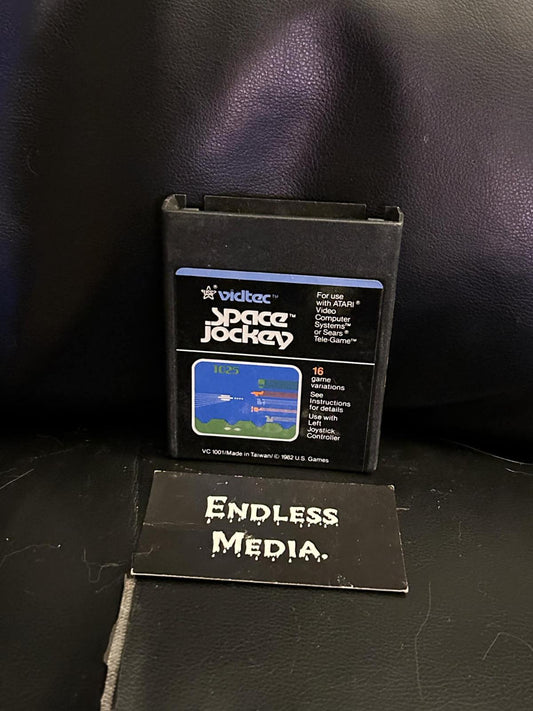 vidtec™
space™
jockey
For use
with ATARI®
Video
Computer
Systems™
or Sears®
Tele-Game™
1025
16
game
variations
See
Instructions
for details
Use with
Left
Joystick
Controller
VC 1001/Made in Taiwan/© 1982 U.S. Games
ENDLESS
MEDIA.